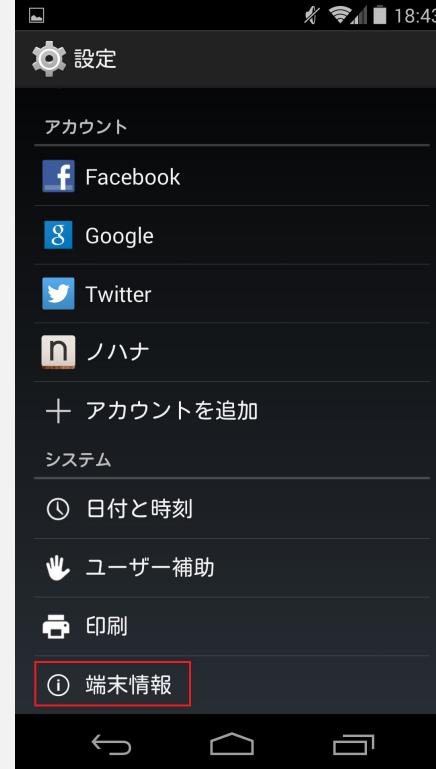 18:43
設定
アカウント
Facebook
Google
Twitter
ノハナ
アカウントを追加
システム
日付と時刻
ユーザー補助
印刷
端末情報